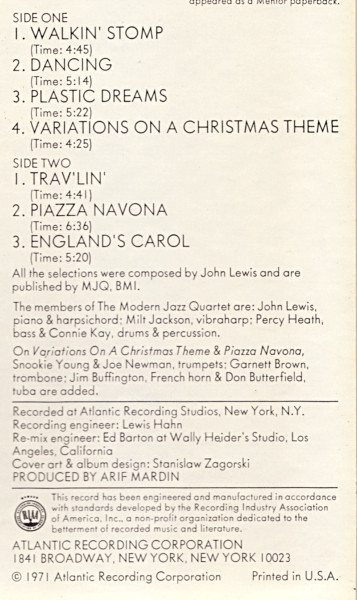 appeared as a Mentor paperback.
SIDE ONE
1. WALKIN' STOMP
(Time: 4:45)
2. DANCING
(Time: 5:14)
3. PLASTIC DREAMS
(Time: 5:22)
4. VARIATIONS ON A CHRISTMAS THEME
(Time: 4:25)
SIDE TWO
1. TRAV'LIN'
(Time: 4:41)
2. PIAZZA NAVONA
(Time: 6:36)
3. ENGLAND'S CAROL
(Time: 5:20)
All the selections were composed by John Lewis and are
published by MJQ, BMI.
The members of The Modern Jazz Quartet are: John Lewis,
piano & harpsichord; Milt Jackson, vibraharp; Percy Heath,
bass & Connie Kay, drums & percussion.
On Variations On A Christmas Theme & Piazza Navona,
Snookie Young & Joe Newman, trumpets; Garnett Brown,
trombone; Jim Buffington, French horn & Don Butterfield,
tuba are added.
Recorded at Atlantic Recording Studios, New York, N.Y.
Recording engineer: Lewis Hahn
Re-mix engineer: Ed Barton at Wally Heider's Studio, Los
Angeles, California
Cover art & album design: Stanislaw Zagorski
PRODUCED BY ARIF MARDIN
This record has been engineered and manufactured in accordance
with standards developed by the Recording Industry Association
of America, Inc., a non-profit organization dedicated to the
betterment of recorded music and literature.
ATLANTIC RECORDING CORPORATION
1841 BROADWAY, NEW YORK, NEW YORK 10023
© 1971 Atlantic Recording Corporation Printed in U.S.A.